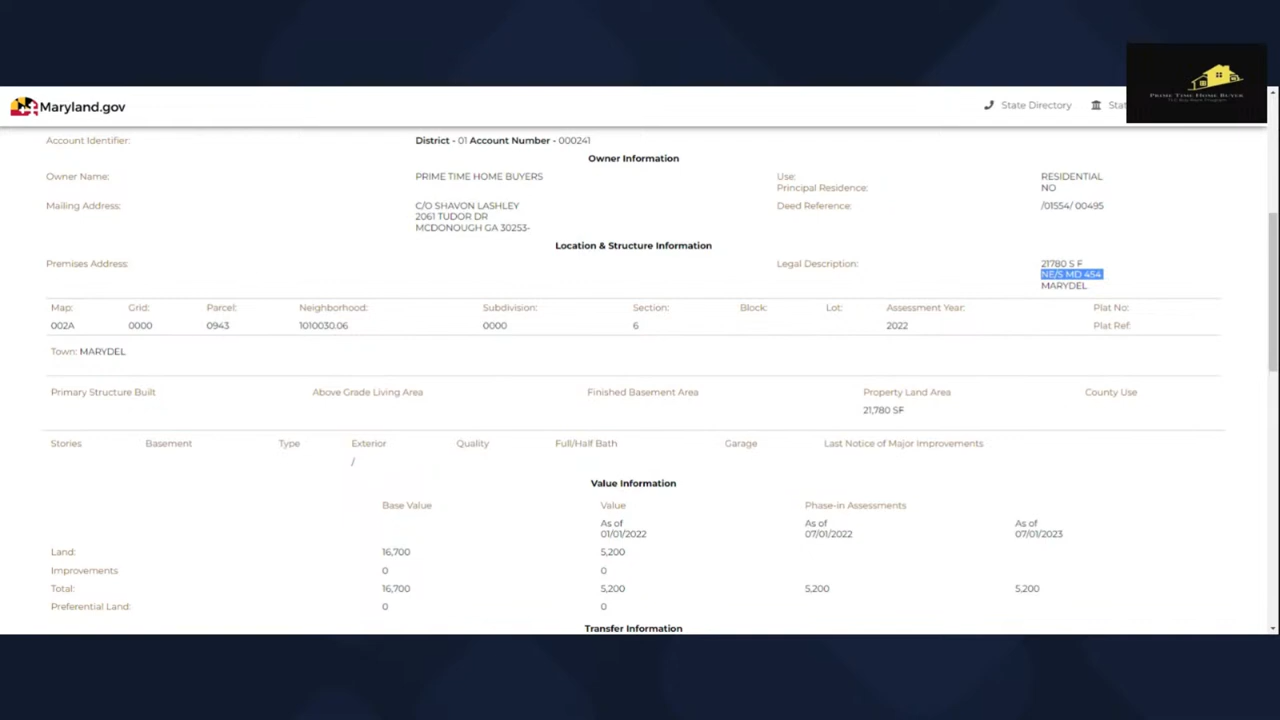 Maryland.gov
State Directory
PRIME TIME HOME BUYER
Account Identifier: District - 01 Account Number - 000241
Owner Information
Owner Name: PRIME TIME HOME BUYERS Use: RESIDENTIAL
Principal Residence: NO
Mailing Address: C/O SHAVON LASHLEY Deed Reference: /01554/ 00495
2061 TUDOR DR
MCDONOUGH GA 30253-
Location & Structure Information
Premises Address: Legal Description: 21780 S F
NE/S MD 454
MARYDEL
Map: Grid: Parcel: Neighborhood: Subdivision: Section: Block: Lot: Assessment Year: Plat No:
002A 0000 0943 1010030.06 0000 6 2022 Plat Ref:
Town: MARYDEL
Primary Structure Built Above Grade Living Area Finished Basement Area Property Land Area County Use
21,780 SF
Stories Basement Type Exterior Quality Full/Half Bath Garage Last Notice of Major Improvements
/
Value Information
Base Value Value Phase-in Assessments
As of As of As of
01/01/2022 07/01/2022 07/01/2023
Land: 16,700 5,200
Improvements 0 0
Total: 16,700 5,200 5,200 5,200
Preferential Land: 0 0
Transfer Information